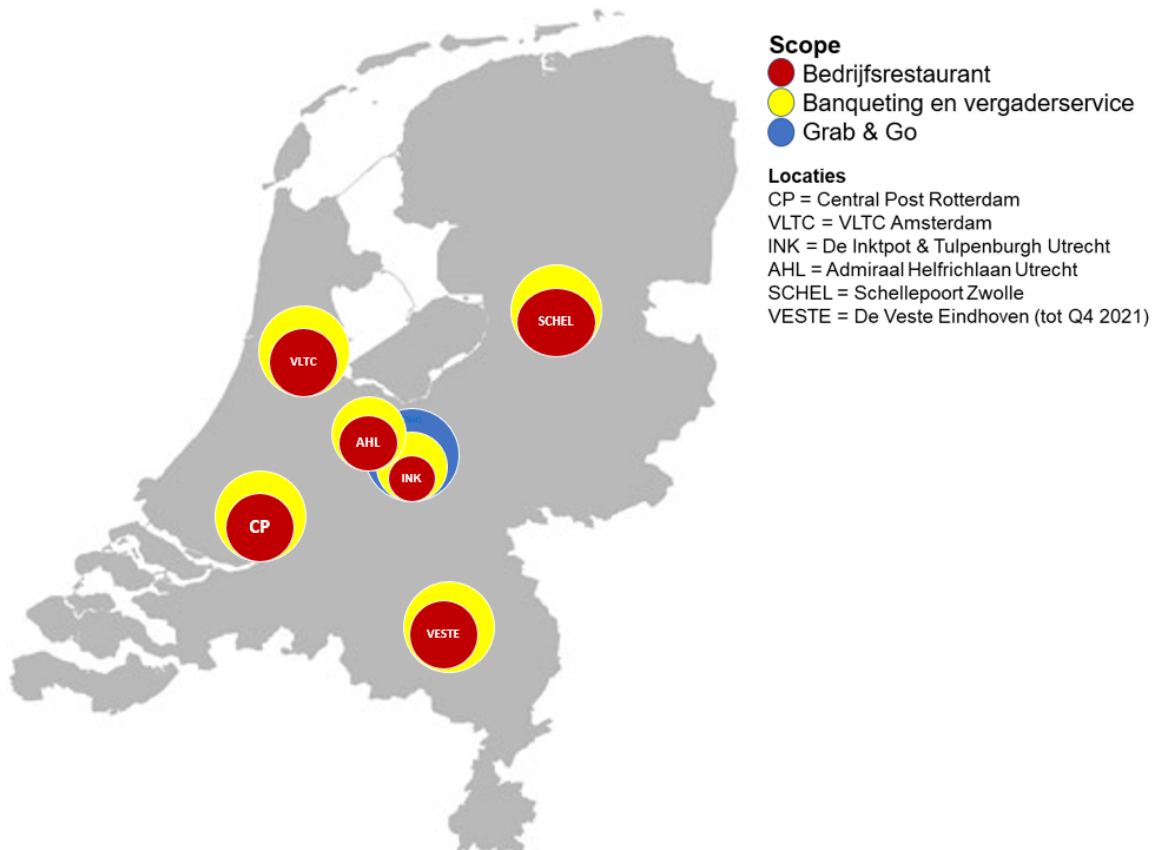 Scope
Bedrijfsrestaurant
Banqueting en vergaderservice
Grab & Go
Locaties
CP = Central Post Rotterdam
VLTC = VLTC Amsterdam
INK = De Inktpot & Tulpenburgh Utrecht
AHL = Admiraal Helfrichlaan Utrecht
SCHEL = Schellepoort Zwolle
VESTE = De Veste Eindhoven (tot Q4 2021)
SCHEL
VLTC
AHL
INK
CP
VESTE